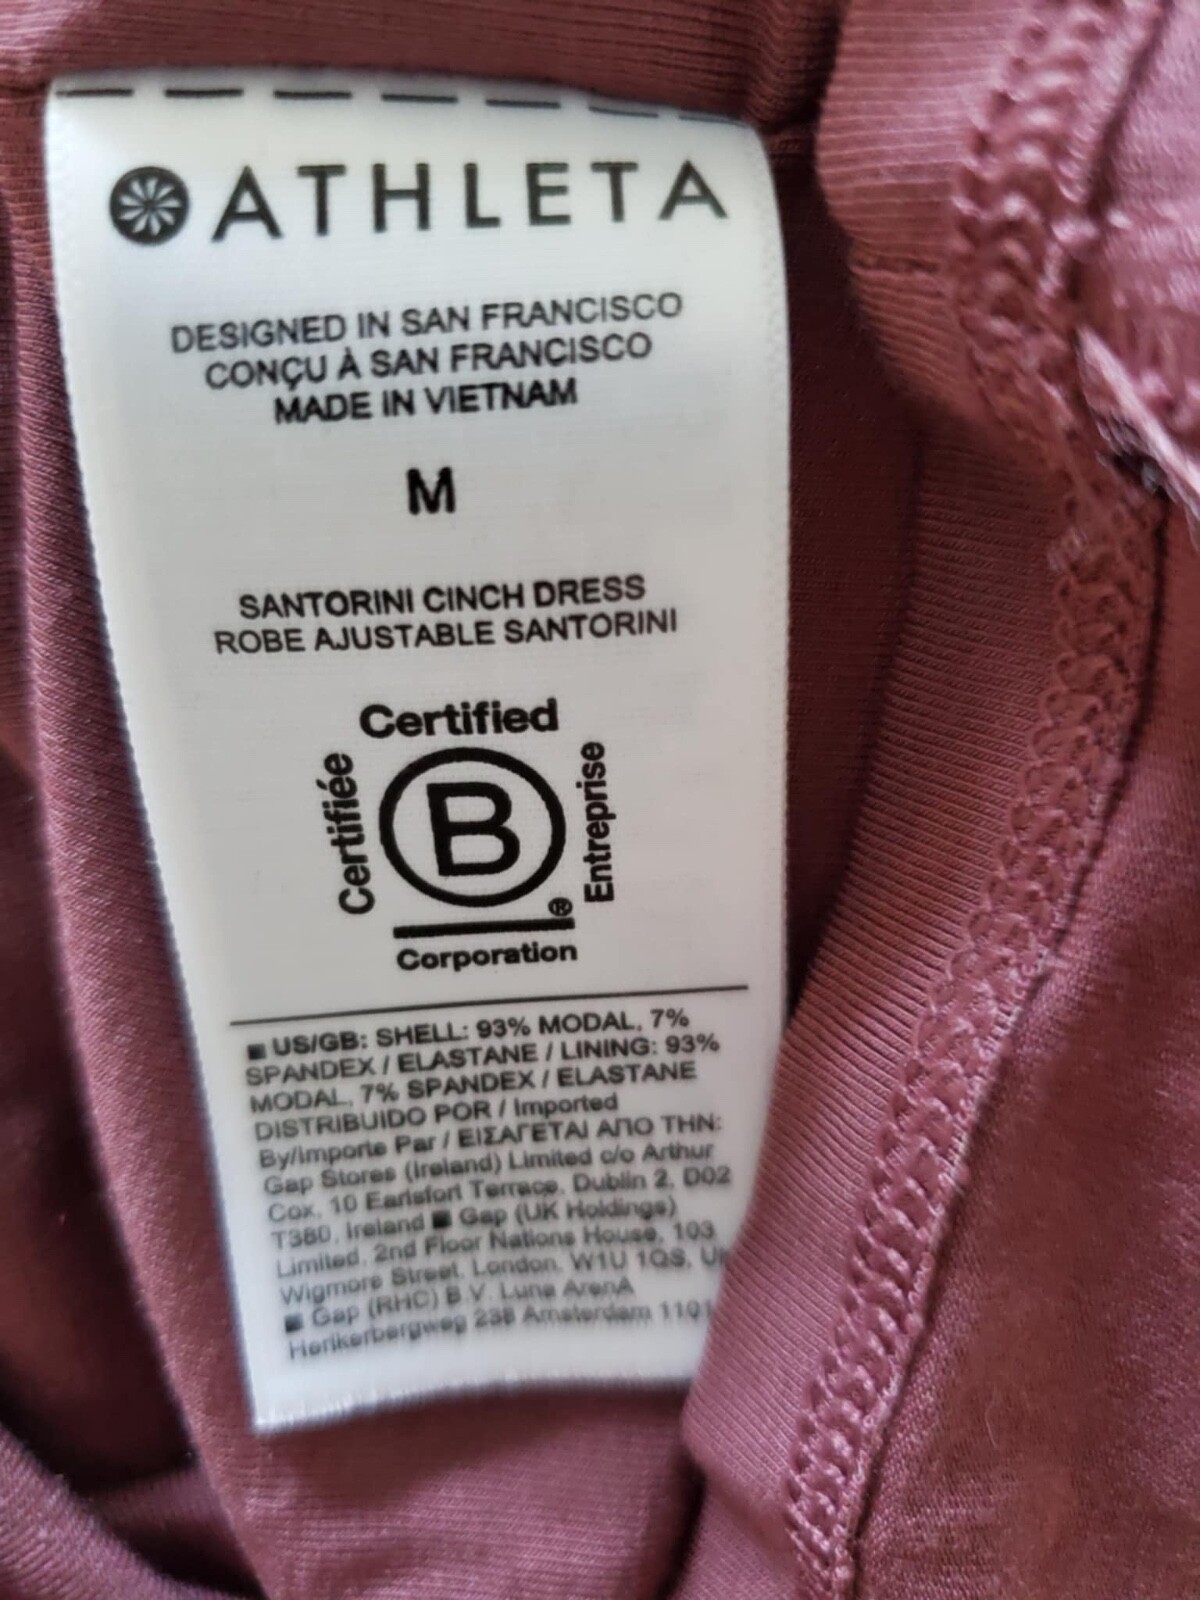 ATHLETA
DESIGNED IN SAN FRANCISCO
CONÇU À SAN FRANCISCO
MADE IN VIETNAM
M
SANTORINI CINCH DRESS
ROBE AJUSTABLE SANTORINI
Certified
Certifiée
B
®
Entreprise
Corporation
■ US/GB: SHELL: 93% MODAL, 7%
SPANDEX / ELASTANE / LINING: 93%
MODAL, 7% SPANDEX / ELASTANE
DISTRIBUIDO POR / Imported
By/Importe Par / ΕΙΣΑΓΕΤΑΙ ΑΠΟ ΤΗΝ:
Gap Stores (Ireland) Limited c/o Arthur
Cox, 10 Earlsfort Terrace, Dublin 2, D02
T380, Ireland ■ Gap (UK Holdings)
Limited, 2nd Floor Nations House, 103
Wigmore Street, London, W1U 1QS,
■ Gap (RHC) B.V. Luna ArenA
Herikerbergweg 238 Amsterdam 1101